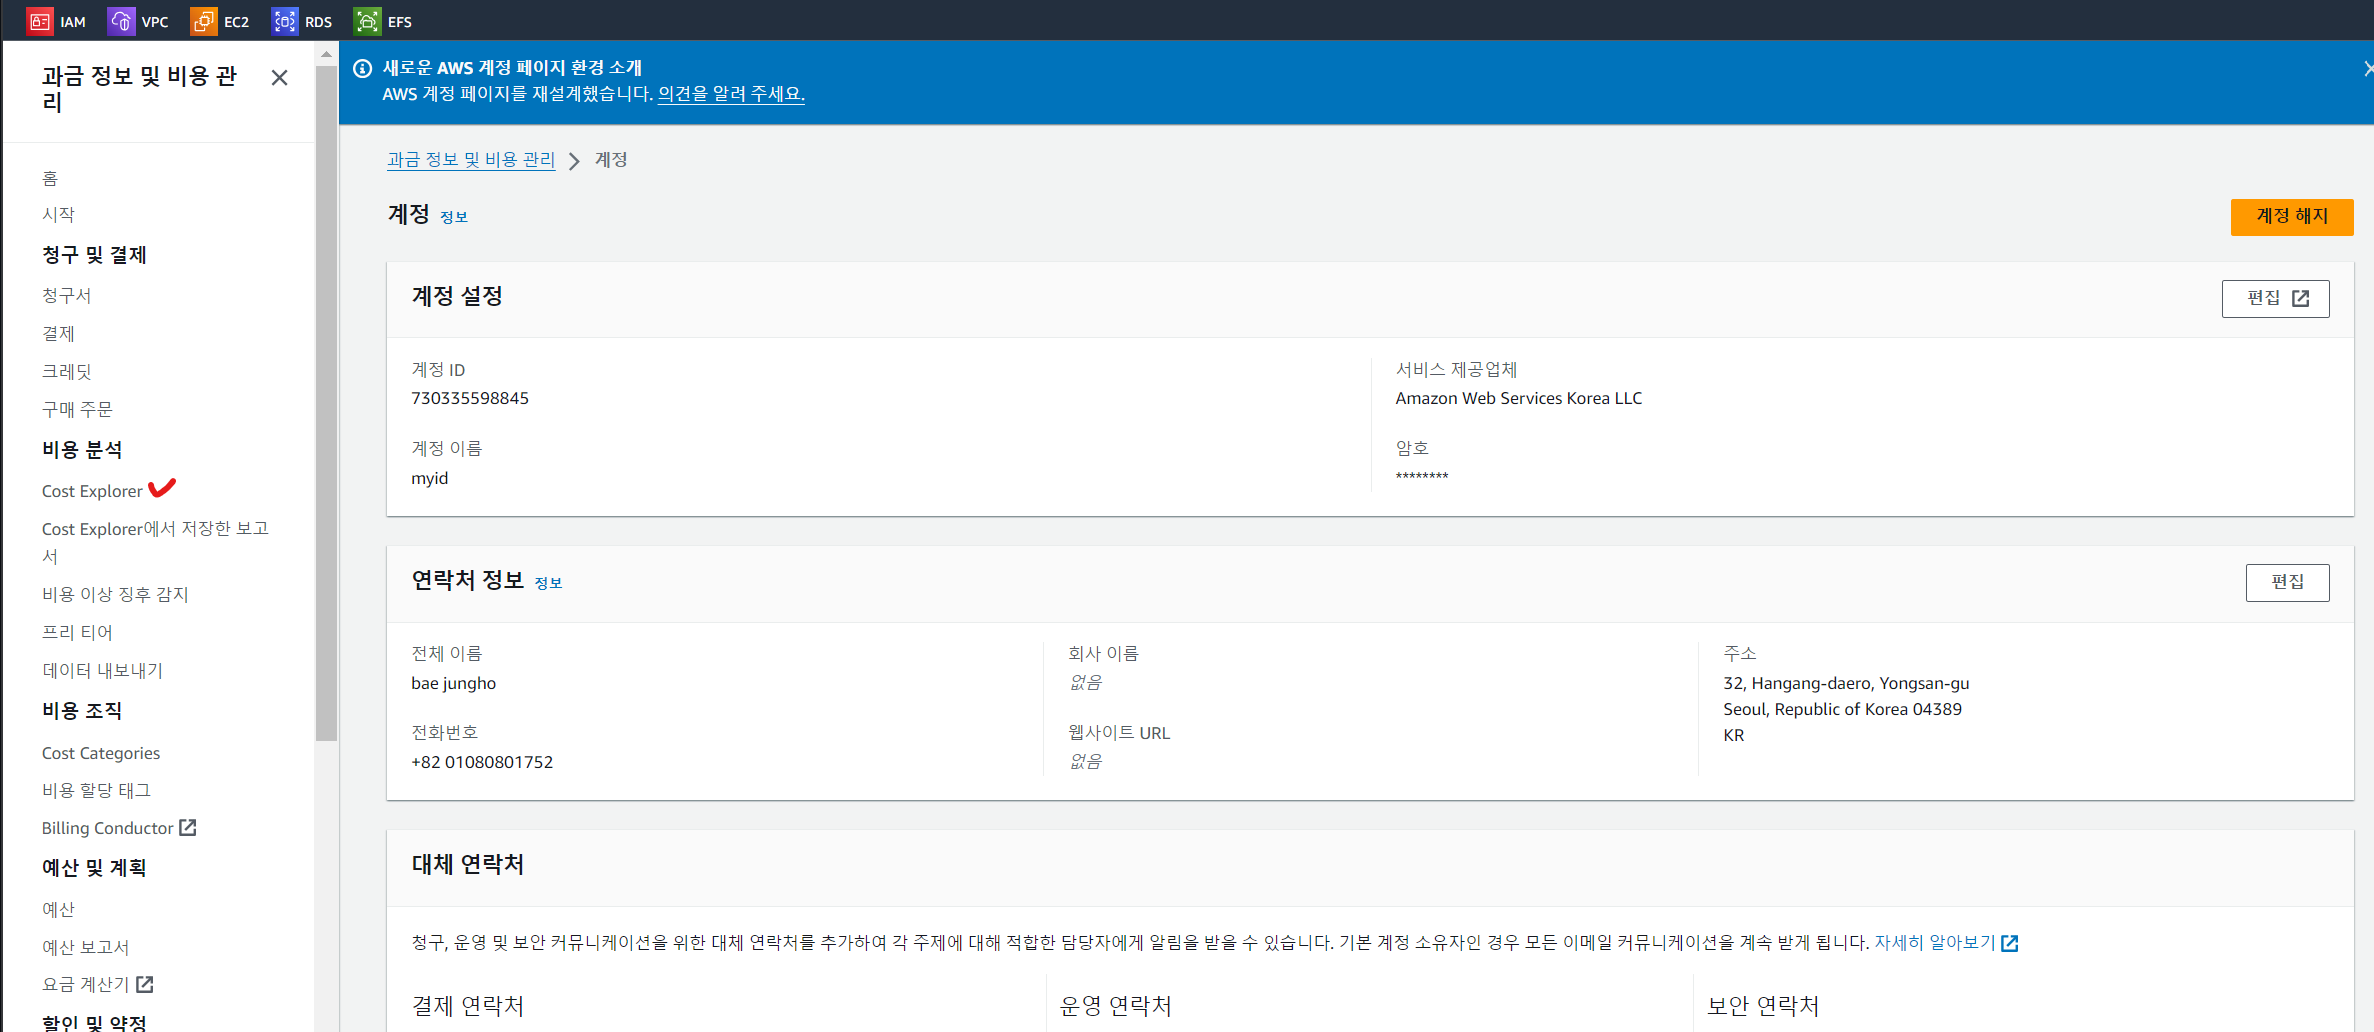 IAM VPC EC2 RDS EFS
과금 정보 및 비용 관
리
홈
시작
청구 및 결제
청구서
결제
크레딧
구매 주문
비용 분석
Cost Explorer
Cost Explorer에서 저장한 보고
서
비용 이상 징후 감지
프리 티어
데이터 내보내기
비용 조직
Cost Categories
비용 할당 태그
Billing Conductor
예산 및 계획
예산
예산 보고서
요금 계산기
할인 및 약정
새로운 AWS 계정 페이지 환경 소개
AWS 계정 페이지를 재설계했습니다. 의견을 알려 주세요.
과금 정보 및 비용 관리 > 계정
계정 정보
계정 해지
계정 설정
편집
계정 ID
730335598845
계정 이름
myid
서비스 제공업체
Amazon Web Services Korea LLC
암호
********
연락처 정보 정보
편집
전체 이름
bae jungho
전화번호
+82 01080801752
회사 이름
없음
웹사이트 URL
없음
주소
32, Hangang-daero, Yongsan-gu
Seoul, Republic of Korea 04389
KR
대체 연락처
청구, 운영 및 보안 커뮤니케이션을 위한 대체 연락처를 추가하여 각 주제에 대해 적합한 담당자에게 알림을 받을 수 있습니다. 기본 계정 소유자인 경우 모든 이메일 커뮤니케이션을 계속 받게 됩니다. 자세히 알아보기
결제 연락처
운영 연락처
보안 연락처